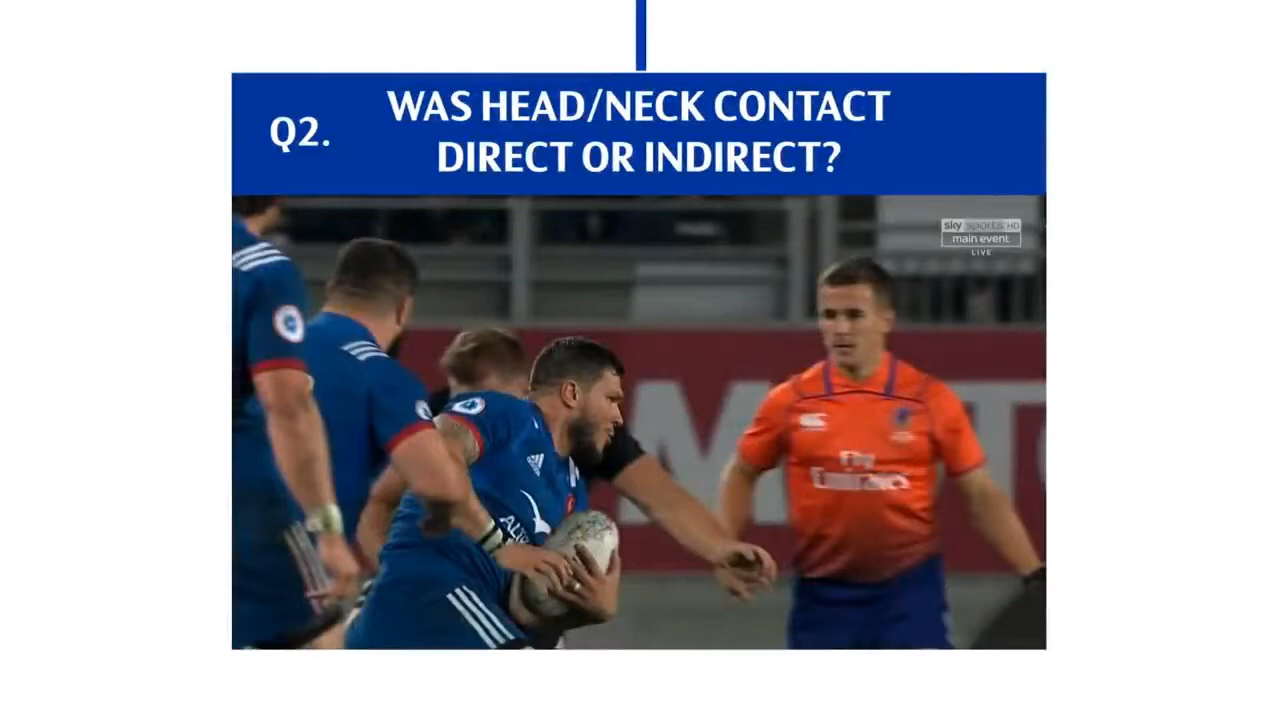 Q2.
WAS HEAD/NECK CONTACT
DIRECT OR INDIRECT?
sky sports HD
main event
LIVE
Fly
Emirates